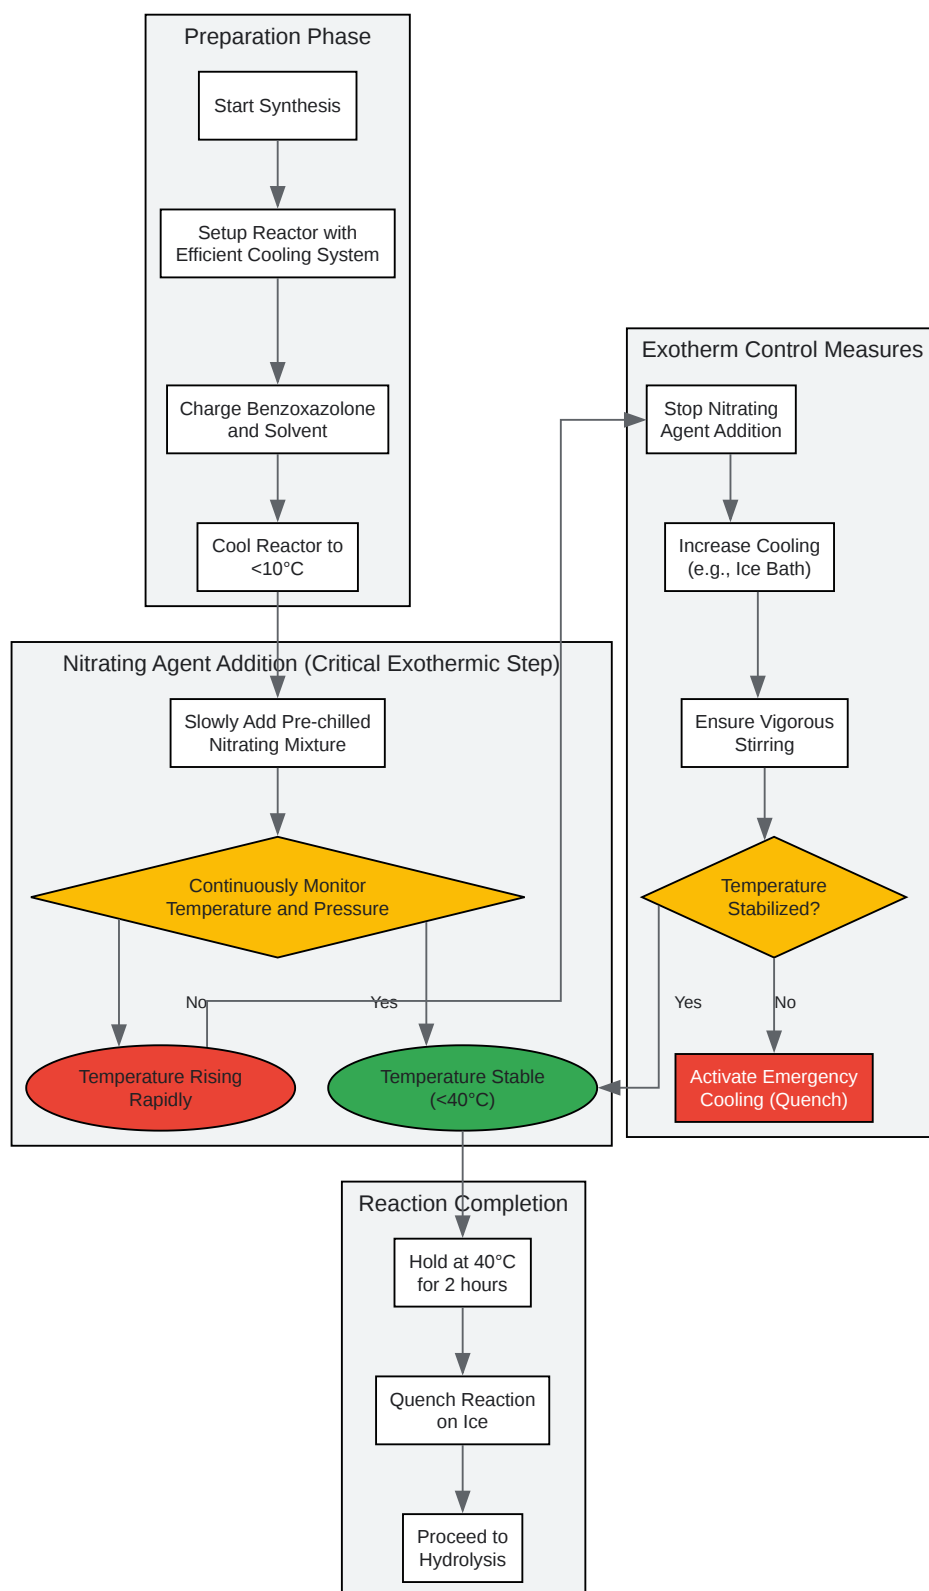 Preparation Phase
Start Synthesis
Setup Reactor with
Efficient Cooling System
Charge Benzoxazolone
and Solvent
Cool Reactor to
<10°C
Exotherm Control Measures
Stop Nitrating
Agent Addition
Increase Cooling
(e.g., Ice Bath)
Ensure Vigorous
Stirring
Temperature
Stabilized?
Yes
No
Activate Emergency
Cooling (Quench)
Nitrating Agent Addition (Critical Exothermic Step)
Slowly Add Pre-chilled
Nitrating Mixture
Continuously Monitor
Temperature and Pressure
No
Yes
Temperature Rising
Rapidly
Temperature Stable
(<40°C)
Reaction Completion
Hold at 40°C
for 2 hours
Quench Reaction
on Ice
Proceed to
Hydrolysis